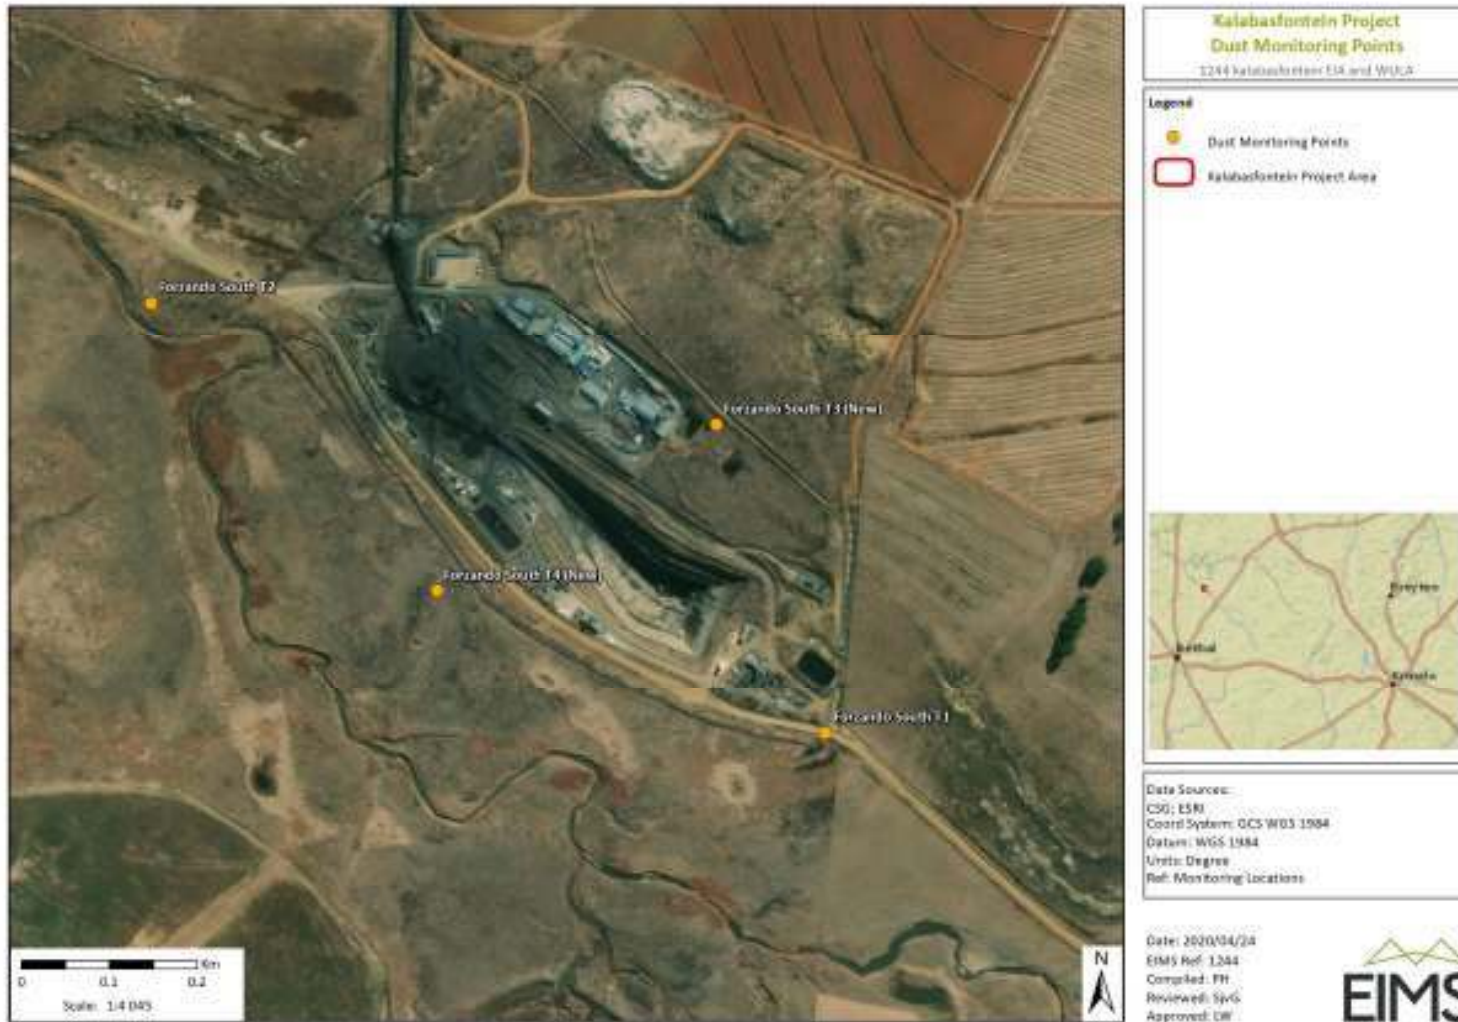 Kalabasfontein Project
Dust Monitoring Points
1244 kalabasfontein EIA and WULA
Legend
Dust Monitoring Points
Kalabasfontein Project Area
Forzando South T2
Forzando South T3 (New)
Forzando South T4 (New)
Forzando South T1
Bethal
Ermelo
Data Sources:
CSG; ESRI
Coord System: GCS WGS 1984
Datum: WGS 1984
Units: Degree
Ref: Monitoring Locations
Km
0 0.1 0.2
Scale: 1:4 045
N
Date: 2020/04/24
EIMS Ref: 1244
Compiled: PH
Reviewed: SjvG
Approved: LW
EIMS